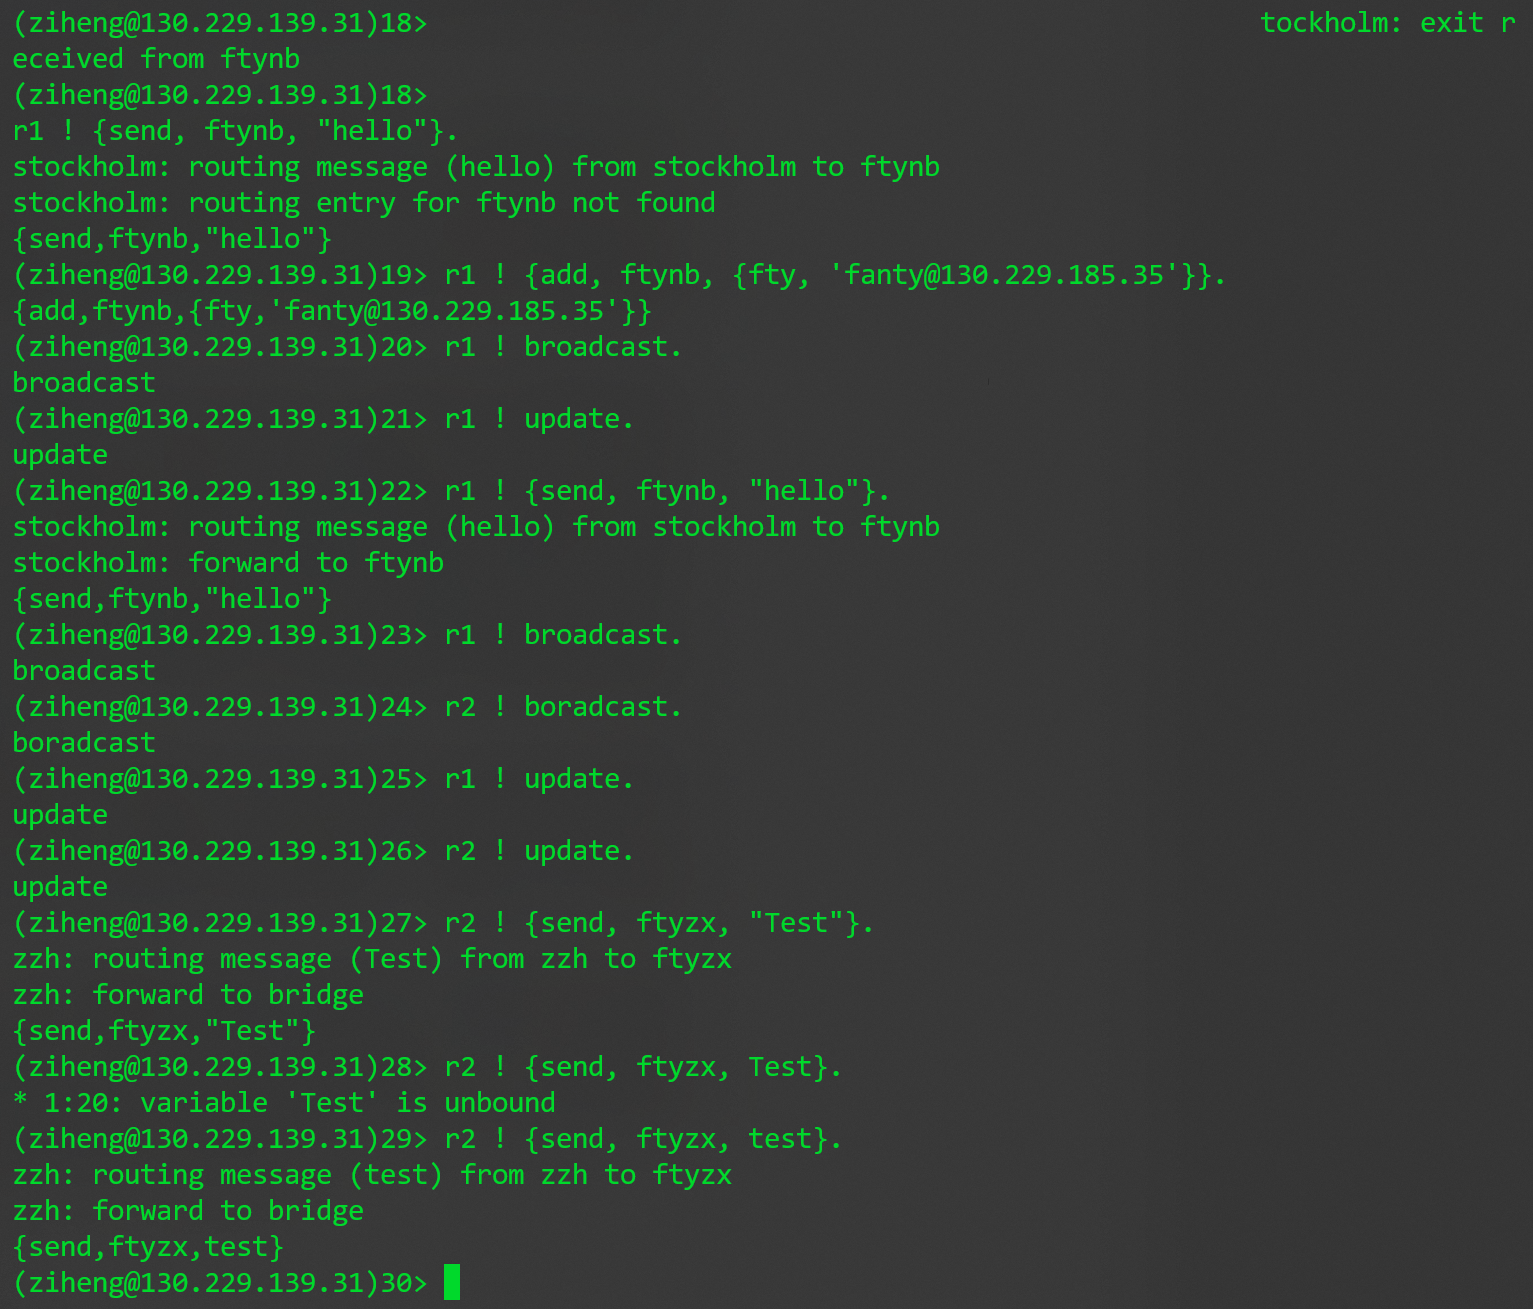 (ziheng@130.229.139.31)18> tockholm: exit r
eceived from ftynb
(ziheng@130.229.139.31)18>
r1 ! {send, ftynb, "hello"}.
stockholm: routing message (hello) from stockholm to ftynb
stockholm: routing entry for ftynb not found
{send,ftynb,"hello"}
(ziheng@130.229.139.31)19> r1 ! {add, ftynb, {fty, 'fanty@130.229.185.35'}}.
{add,ftynb,{fty,'fanty@130.229.185.35'}}
(ziheng@130.229.139.31)20> r1 ! broadcast.
broadcast
(ziheng@130.229.139.31)21> r1 ! update.
update
(ziheng@130.229.139.31)22> r1 ! {send, ftynb, "hello"}.
stockholm: routing message (hello) from stockholm to ftynb
stockholm: forward to ftynb
{send,ftynb,"hello"}
(ziheng@130.229.139.31)23> r1 ! broadcast.
broadcast
(ziheng@130.229.139.31)24> r2 ! boradcast.
boradcast
(ziheng@130.229.139.31)25> r1 ! update.
update
(ziheng@130.229.139.31)26> r2 ! update.
update
(ziheng@130.229.139.31)27> r2 ! {send, ftyzx, "Test"}.
zzh: routing message (Test) from zzh to ftyzx
zzh: forward to bridge
{send,ftyzx,"Test"}
(ziheng@130.229.139.31)28> r2 ! {send, ftyzx, Test}.
* 1:20: variable 'Test' is unbound
(ziheng@130.229.139.31)29> r2 ! {send, ftyzx, test}.
zzh: routing message (test) from zzh to ftyzx
zzh: forward to bridge
{send,ftyzx,test}
(ziheng@130.229.139.31)30>